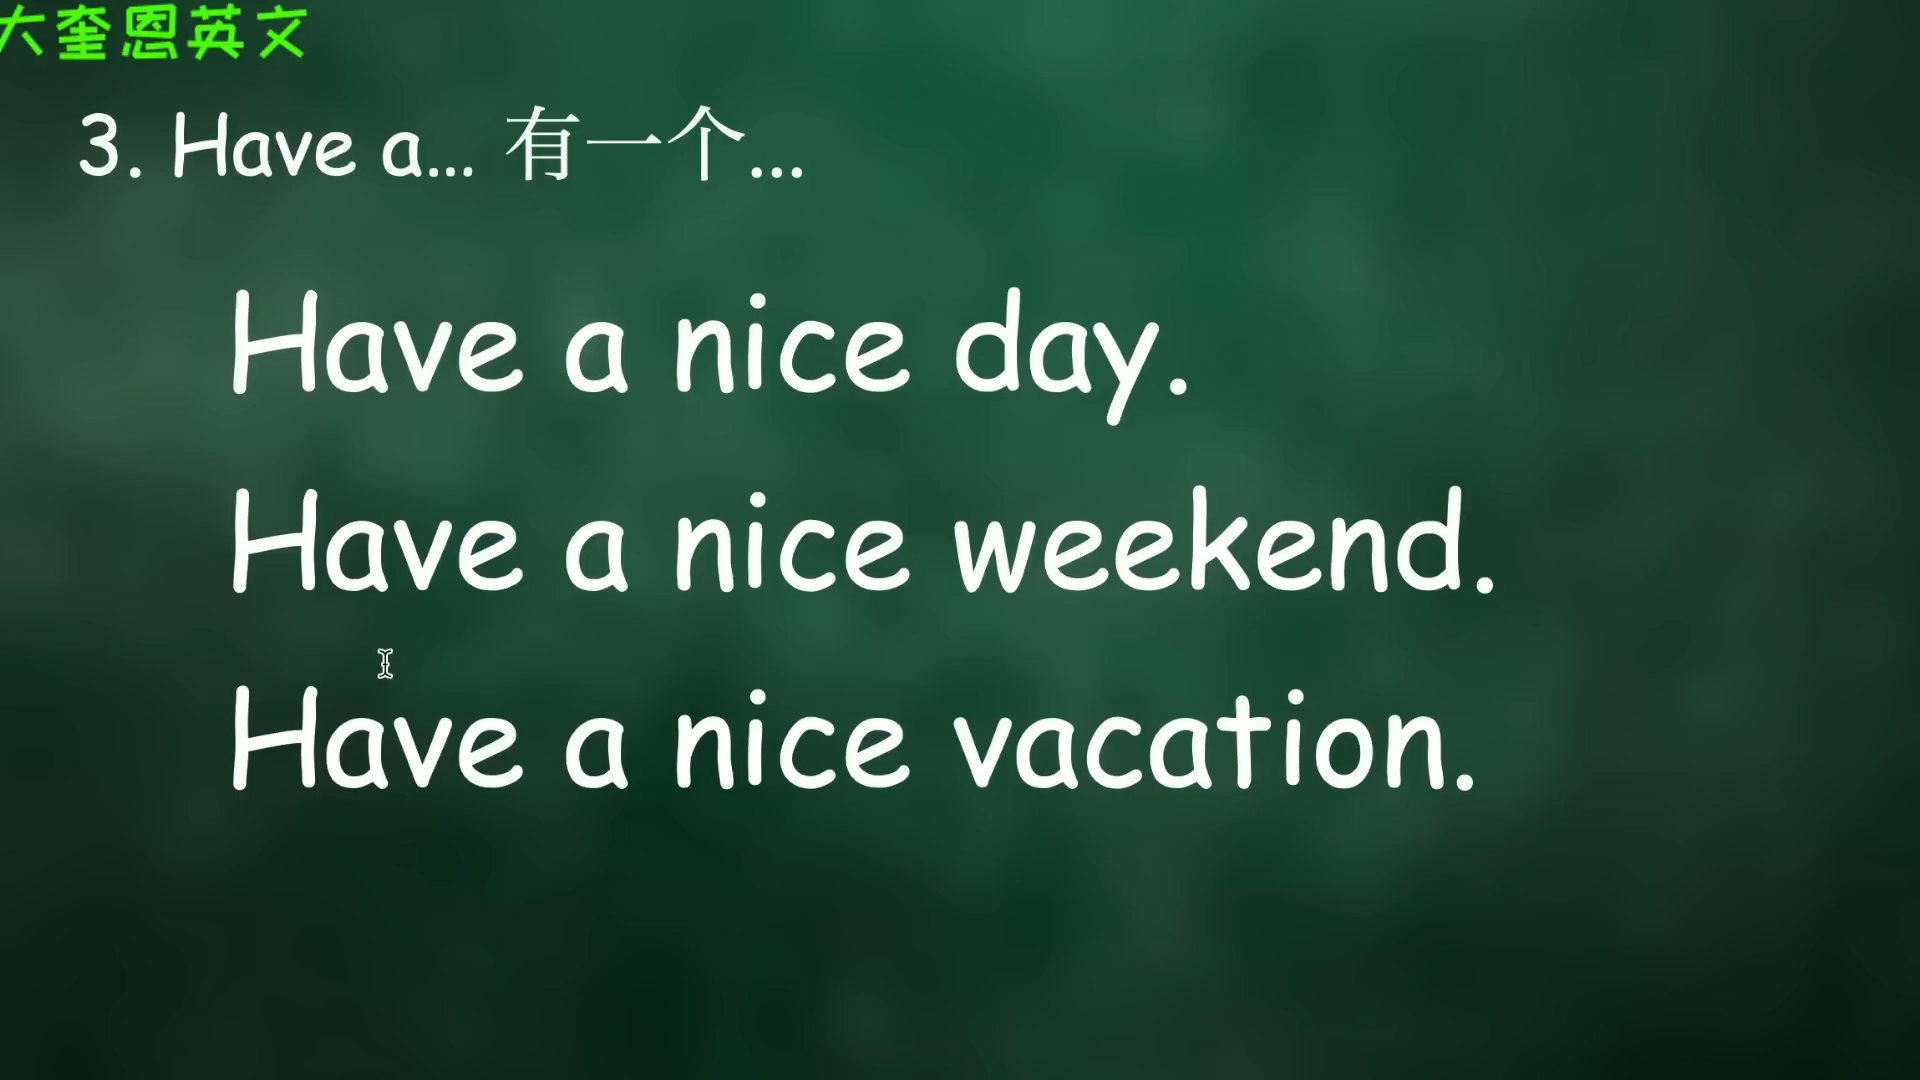 大奎恩英文
3. Have a... 有一个...
Have a nice day.
Have a nice weekend.
Have a nice vacation.